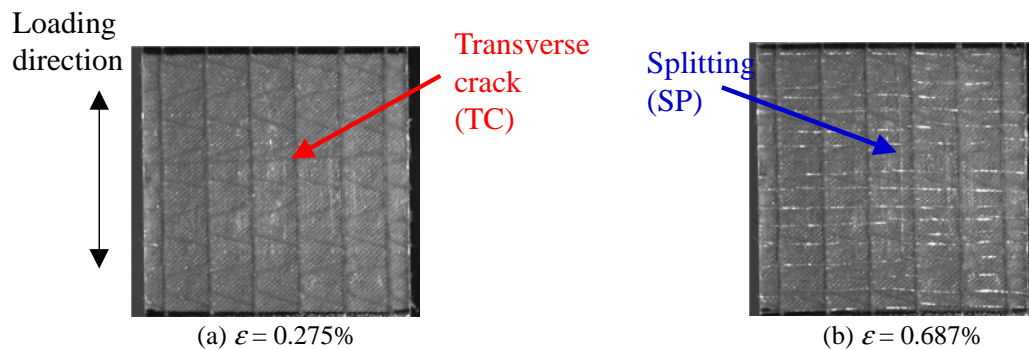 Loading
direction
Transverse
crack
(TC)
Splitting
(SP)
(a) ε = 0.275%
(b) ε = 0.687%